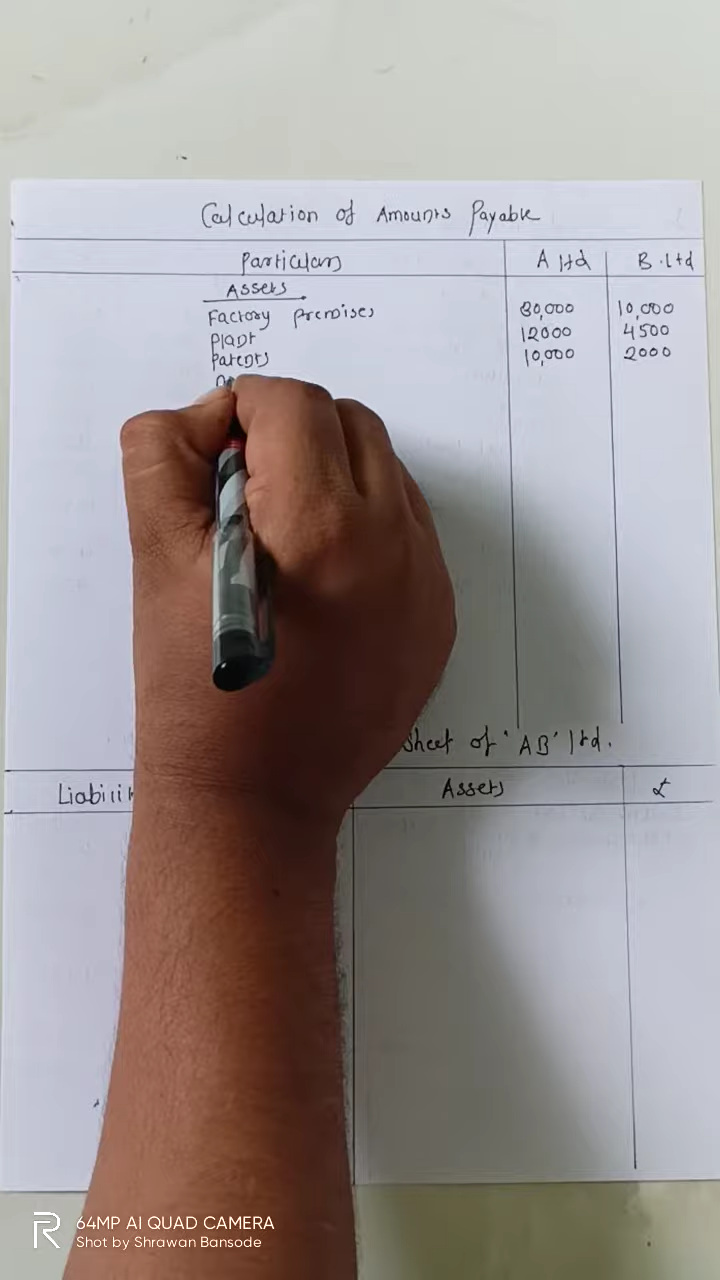 Calculation of Amounts Payable
Particulars A ltd B.Ltd
Assets
Factory Premises 80,000 10,000
Plant 12000 4500
Patents 10,000 2000
Sheet of 'AB' ltd.
Assets ₹
64MP AI QUAD CAMERA
Shot by Shrawan Bansode